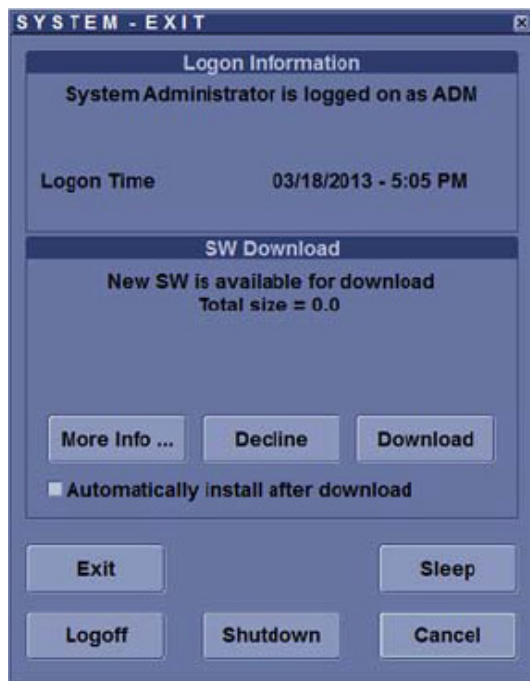 SYSTEM - EXIT
Logon Information
System Administrator is logged on as ADM
Logon Time 03/18/2013 - 5:05 PM
SW Download
New SW is available for download
Total size = 0.0
More Info ... Decline Download
Automatically install after download
Exit Sleep
Logoff Shutdown Cancel